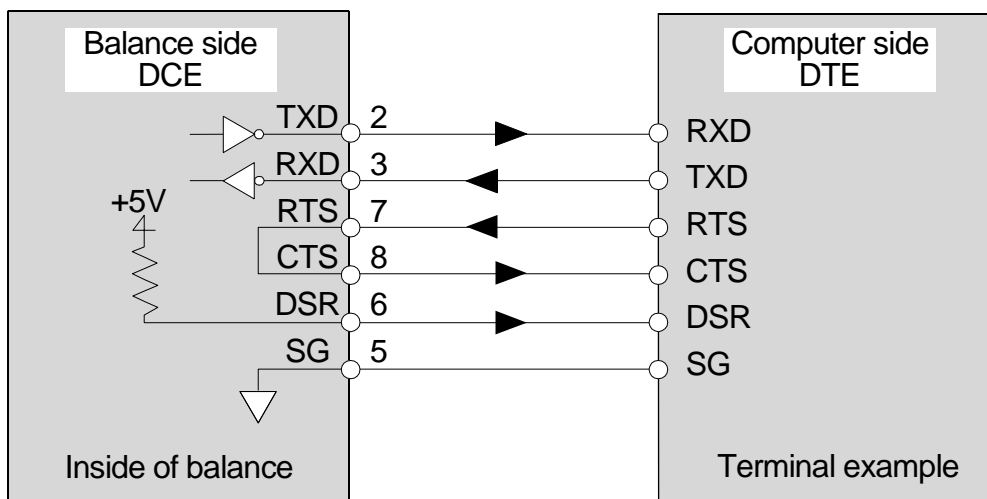 Balance side
DCE
Computer side
DTE
TXD 2 RXD
RXD 3 TXD
+5V
RTS 7 RTS
CTS 8 CTS
DSR 6 DSR
SG 5 SG
Inside of balance
Terminal example